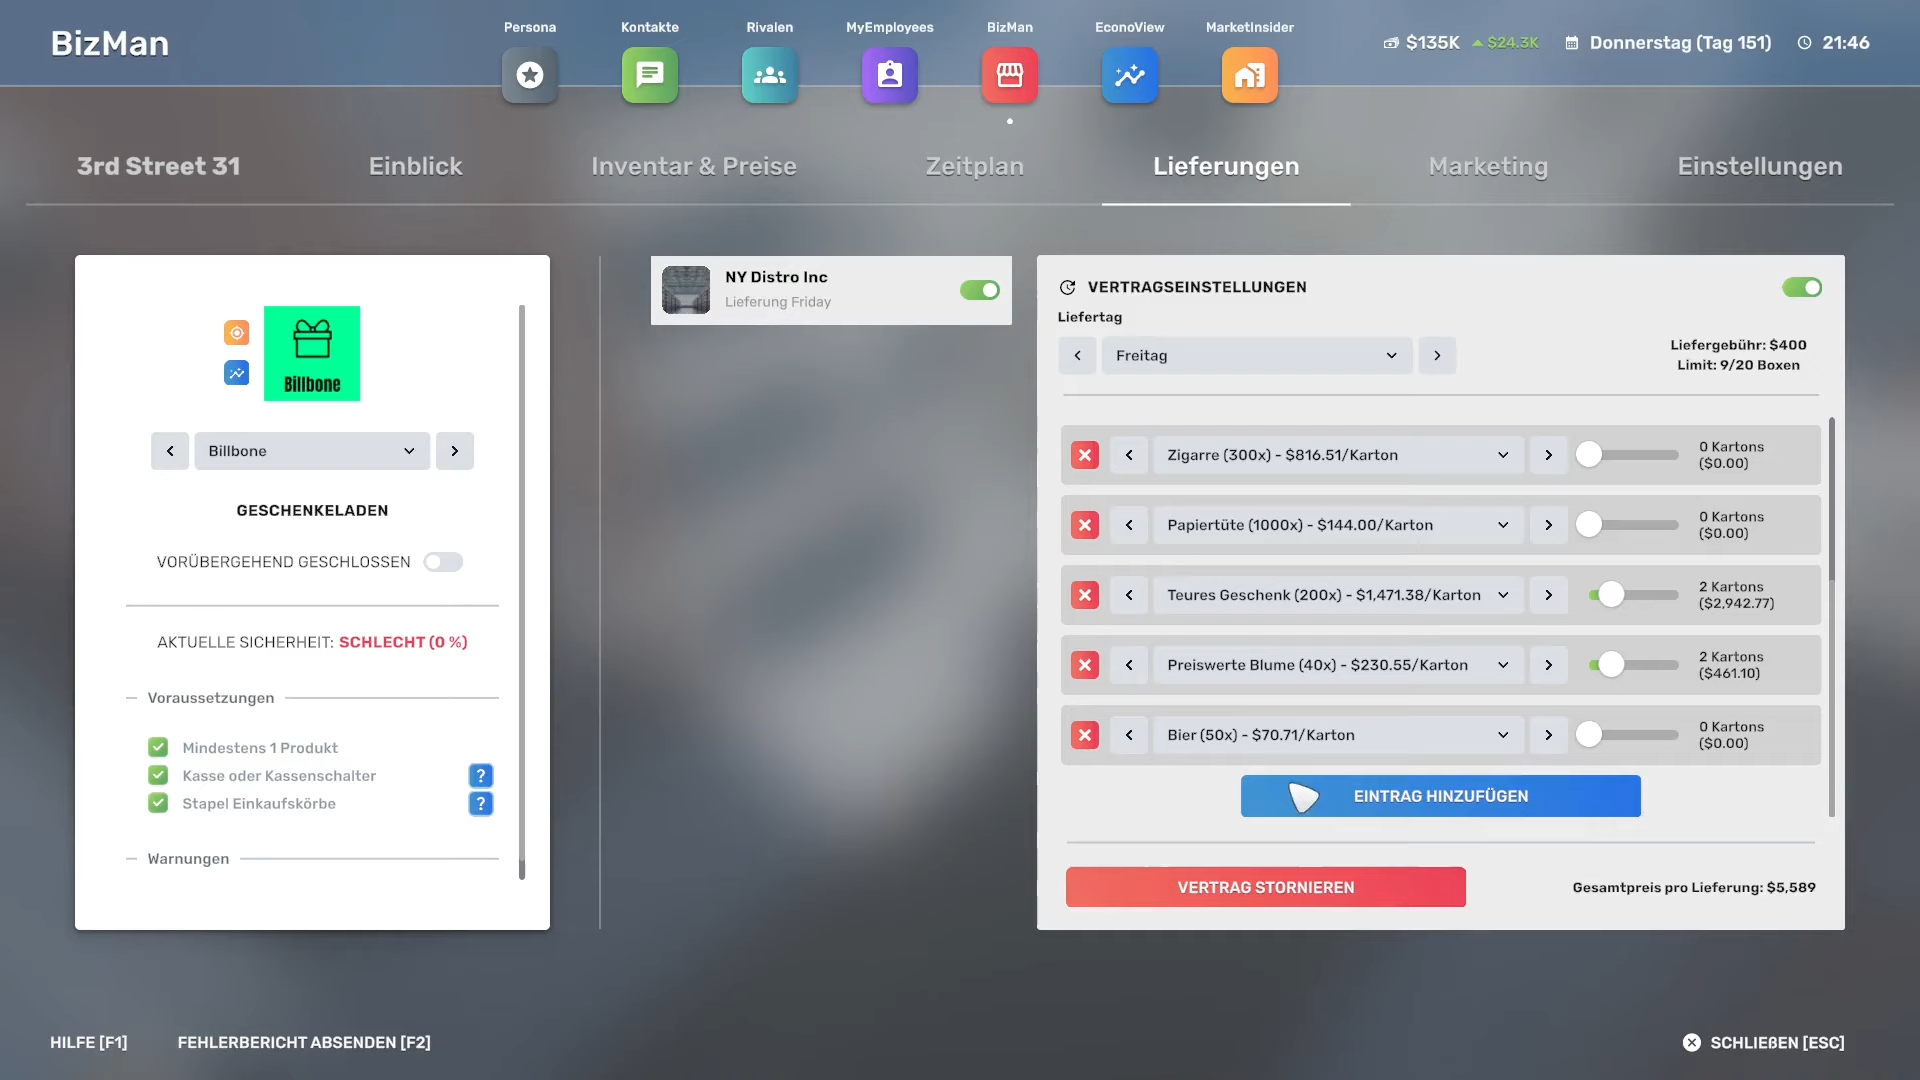 BizMan
Persona
Kontakte
Rivalen
MyEmployees
BizMan
EconoView
MarketInsider
$135K
$24.3K
Donnerstag (Tag 151)
21:46
3rd Street 31
Einblick
Inventar & Preise
Zeitplan
Lieferungen
Marketing
Einstellungen
Billbone
Billbone
GESCHENKELADEN
VORÜBERGEHEND GESCHLOSSEN
AKTUELLE SICHERHEIT: SCHLECHT (0 %)
Voraussetzungen
Mindestens 1 Produkt
Kasse oder Kassenschalter
?
Stapel Einkaufskörbe
?
Warnungen
NY Distro Inc
Lieferung Friday
VERTRAGSEINSTELLUNGEN
Liefertag
Freitag
Liefergebühr: $400
Limit: 9/20 Boxen
Zigarre (300x) - $816.51/Karton
0 Kartons
($0.00)
Papiertüte (1000x) - $144.00/Karton
0 Kartons
($0.00)
Teures Geschenk (200x) - $1,471.38/Karton
2 Kartons
($2,942.77)
Preiswerte Blume (40x) - $230.55/Karton
2 Kartons
($461.10)
Bier (50x) - $70.71/Karton
0 Kartons
($0.00)
EINTRAG HINZUFÜGEN
VERTRAG STORNIEREN
Gesamtpreis pro Lieferung: $5,589
HILFE [F1]
FEHLERBERICHT ABSENDEN [F2]
SCHLIEßEN [ESC]